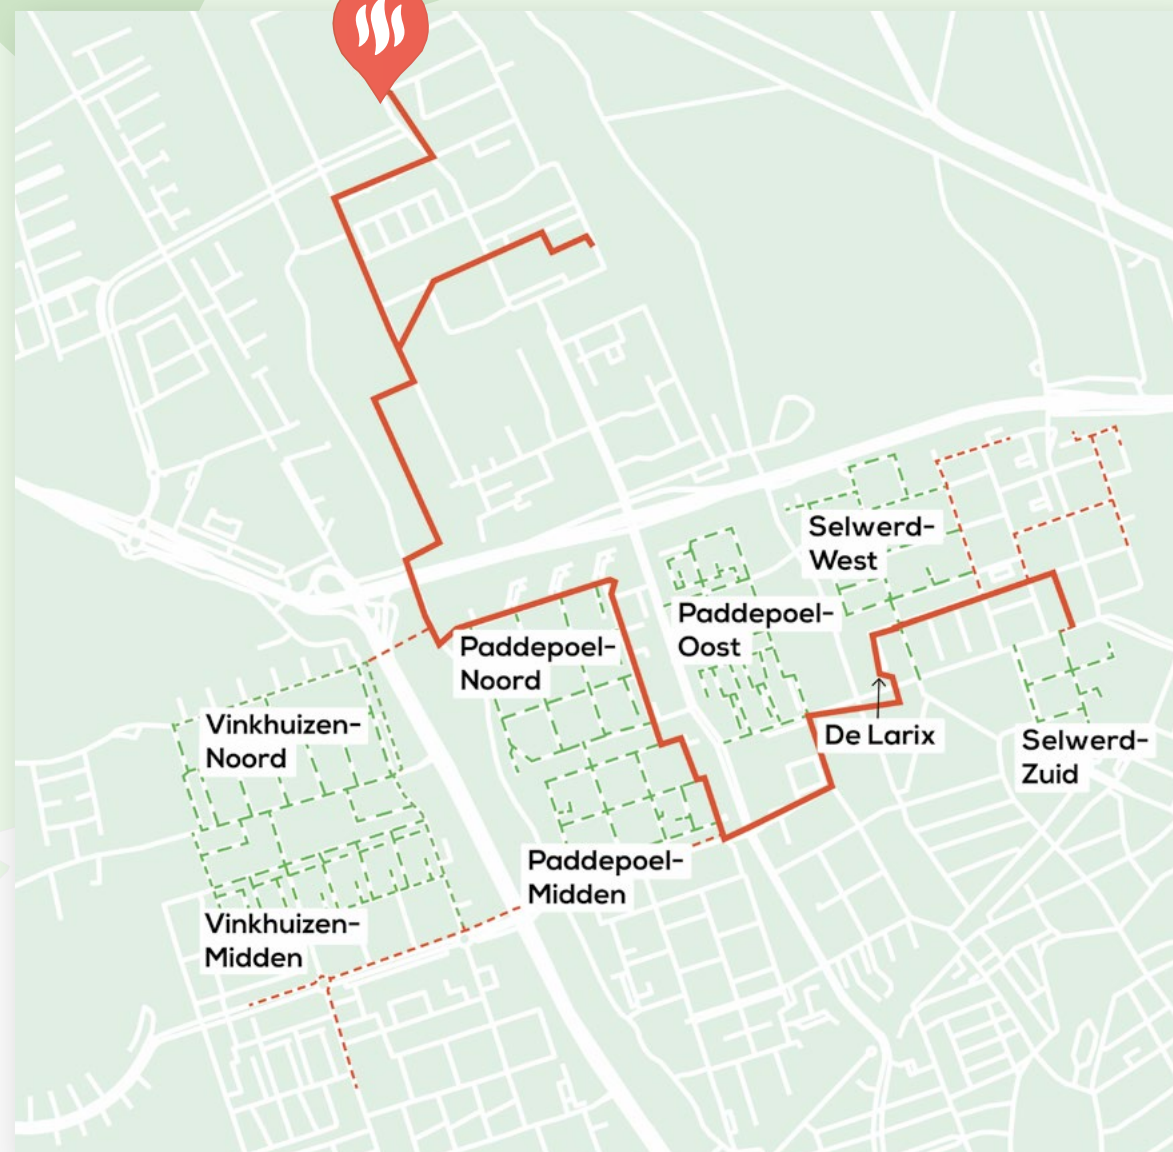 Selwerd-
West
Paddepoel-
Oost
Paddepoel-
Noord
Vinkhuizen-
Noord
De Larix
Selwerd-
Zuid
Paddepoel-
Midden
Vinkhuizen-
Midden